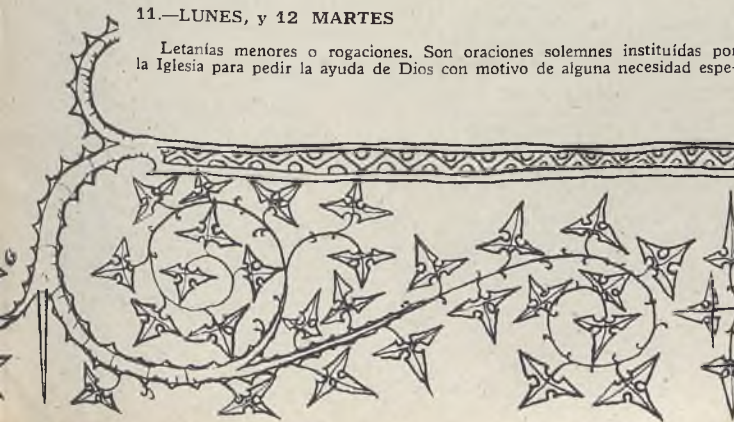 11.—LUNES, y 12 MARTES
Letanías menores o rogaciones. Son oraciones solemnes instituídas por
la Iglesia para pedir la ayuda de Dios con motivo de alguna necesidad espe-